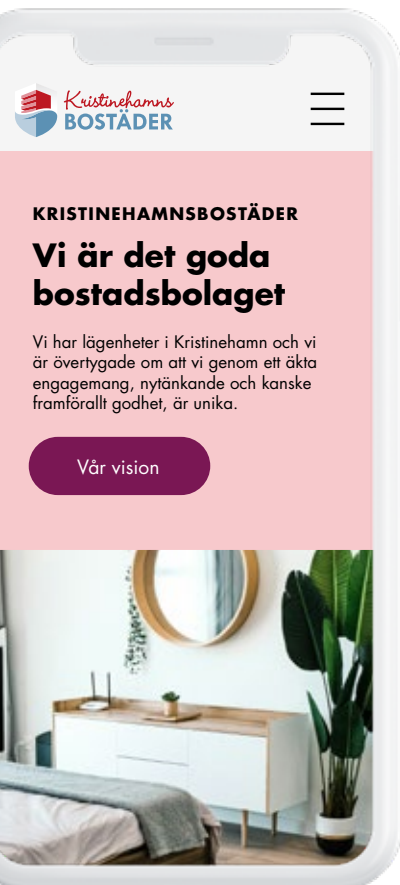 Kristinehamns
BOSTÄDER
KRISTINEHAMNSBOSTÄDER
Vi är det goda
bostadsbolaget
Vi har lägenheter i Kristinehamn och vi
är övertygade om att vi genom ett äkta
engagemang, nytänkande och kanske
framförallt godhet, är unika.
Vår vision